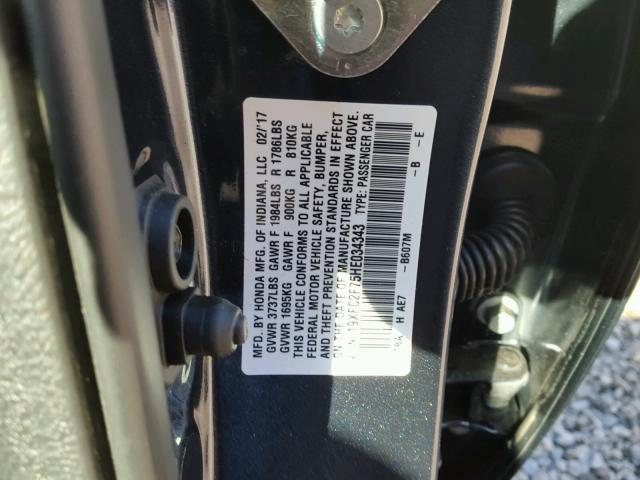 MFD. BY HONDA MFG. OF INDIANA, LLC 02/17
GVWR 3737LBS GAWR F 1984LBS R 1786LBS
GVWR 1695KG GAWR F 900KG R 810KG
THIS VEHICLE CONFORMS TO ALL APPLICABLE
FEDERAL MOTOR VEHICLE SAFETY, BUMPER,
AND THEFT PREVENTION STANDARDS IN EFFECT
ON THE DATE OF MANUFACTURE SHOWN ABOVE.
19XFC2F75HE034343 TYPE: PASSENGER CAR
H AE7 –B607M –B –E